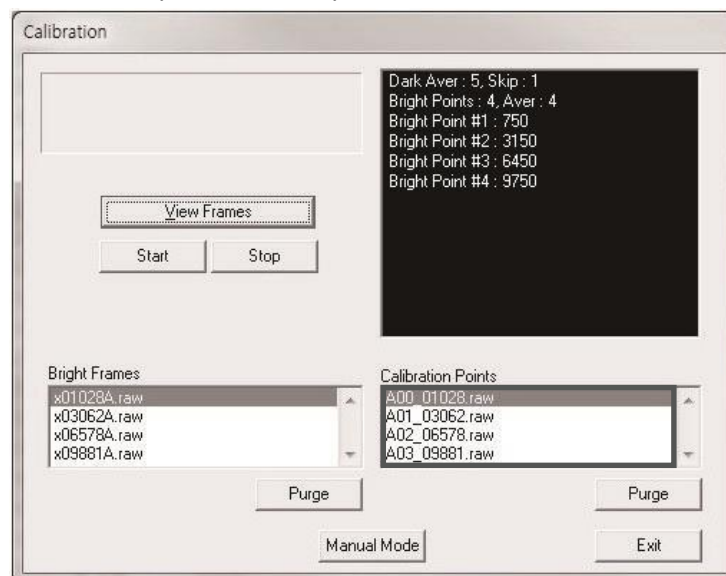 Calibration
Dark Aver : 5, Skip : 1
Bright Points : 4, Aver : 4
Bright Point #1 : 750
Bright Point #2 : 3150
Bright Point #3 : 6450
Bright Point #4 : 9750
View Frames
Start
Stop
Bright Frames
x01028A.raw
x03062A.raw
x06578A.raw
x09881A.raw
Purge
Calibration Points
A00_01028.raw
A01_03062.raw
A02_06578.raw
A03_09881.raw
Purge
Manual Mode
Exit